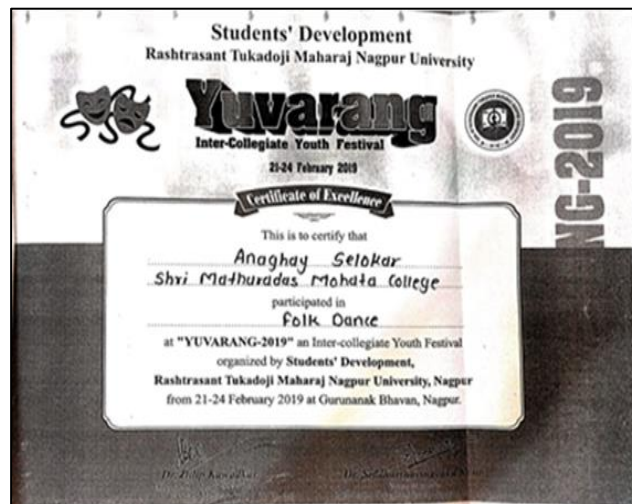 Students' Development
Rashtrasant Tukadoji Maharaj Nagpur University
Yuvarang
Inter-Collegiate Youth Festival
21-24 February 2019
NG-2019
Certificate of Excellence
This is to certify that
Anaghay Selokar
Shri Mathuradas Mohata College
participated in
Folk Dance
at "YUVARANG-2019" an Inter-collegiate Youth Festival
organized by Students' Development,
Rashtrasant Tukadoji Maharaj Nagpur University, Nagpur
from 21-24 February 2019 at Gurunanak Bhavan, Nagpur.
Dr. Dilip
Dr.